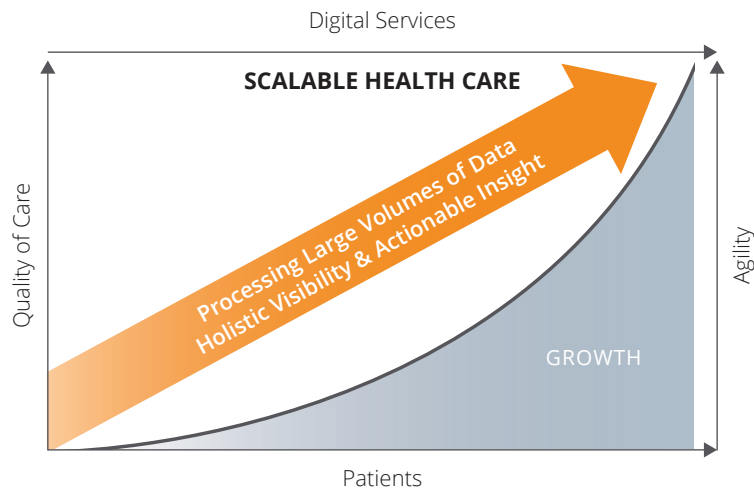 Digital Services
SCALABLE HEALTH CARE
Quality of Care
Processing Large Volumes of Data
Holistic Visibility & Actionable Insight
Agility
GROWTH
Patients